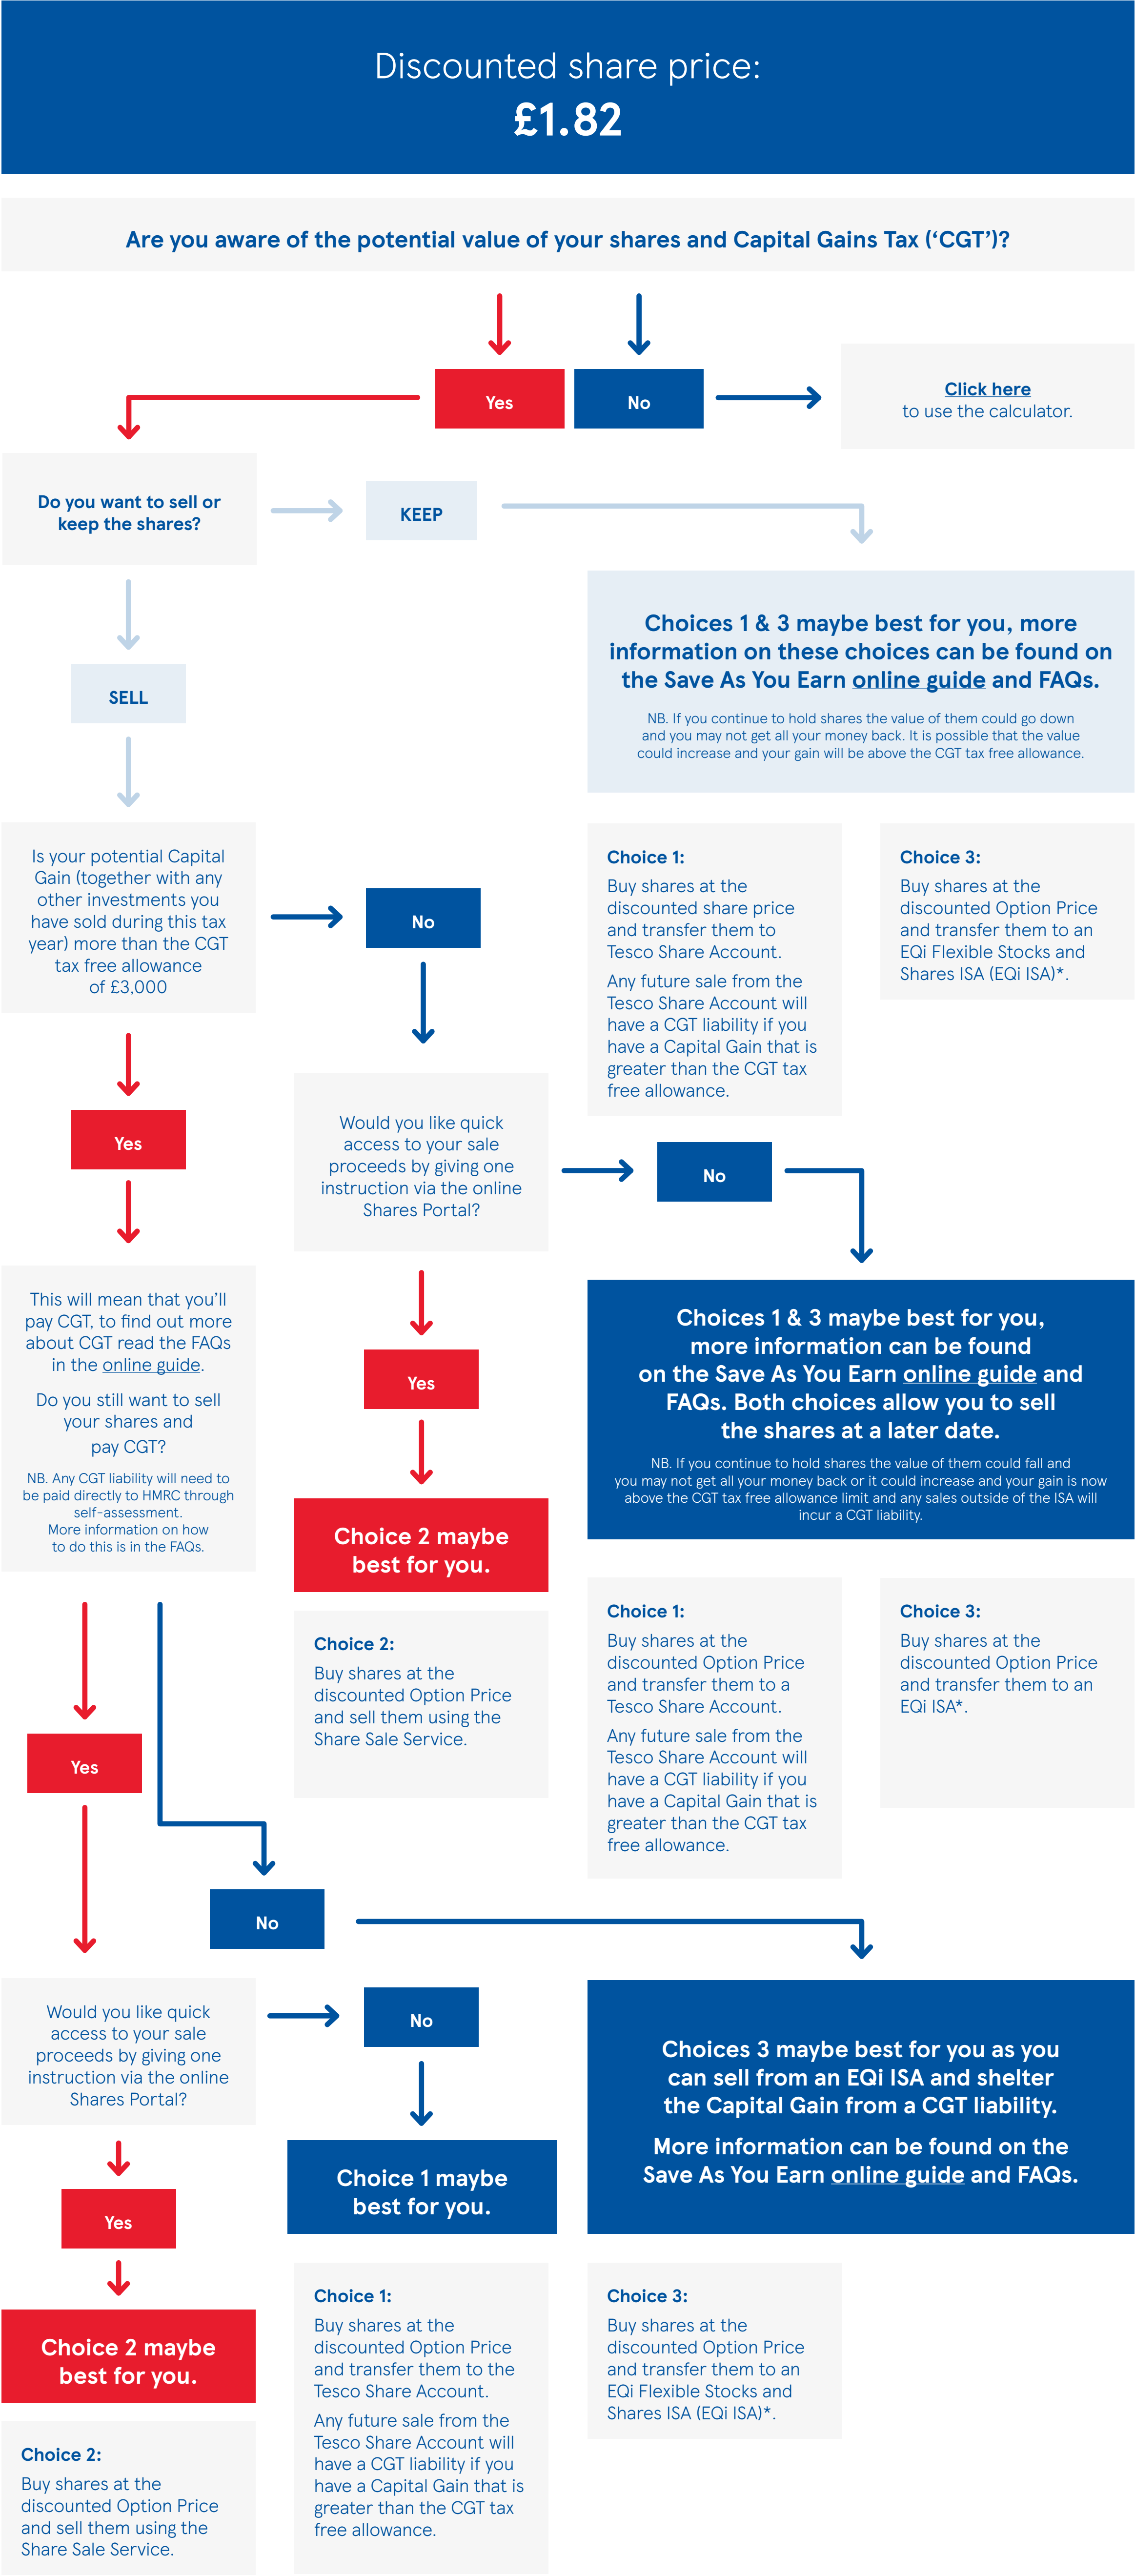 Discounted share price:
£1.82
Are you aware of the potential value of your shares and Capital Gains Tax (‘CGT’)?
Yes
No
Click here
to use the calculator.
Do you want to sell or
keep the shares?
KEEP
SELL
Choices 1 & 3 maybe best for you, more
information on these choices can be found on
the Save As You Earn online guide and FAQs.
NB. If you continue to hold shares the value of them could go down
and you may not get all your money back. It is possible that the value
could increase and your gain will be above the CGT tax free allowance.
Is your potential Capital
Gain (together with any
other investments you
have sold during this tax
year) more than the CGT
tax free allowance
of £3,000
No
Choice 1:
Buy shares at the
discounted share price
and transfer them to
Tesco Share Account.
Any future sale from the
Tesco Share Account will
have a CGT liability if you
have a Capital Gain that is
greater than the CGT tax
free allowance.
Choice 3:
Buy shares at the
discounted Option Price
and transfer them to an
EQi Flexible Stocks and
Shares ISA (EQi ISA)*.
Yes
Would you like quick
access to your sale
proceeds by giving one
instruction via the online
Shares Portal?
No
This will mean that you’ll
pay CGT, to find out more
about CGT read the FAQs
in the online guide.
Do you still want to sell
your shares and
pay CGT?
NB. Any CGT liability will need to
be paid directly to HMRC through
self-assessment.
More information on how
to do this is in the FAQs.
Yes
Choice 2 maybe
best for you.
Choice 2:
Buy shares at the
discounted Option Price
and sell them using the
Share Sale Service.
Choices 1 & 3 maybe best for you,
more information can be found
on the Save As You Earn online guide and
FAQs. Both choices allow you to sell
the shares at a later date.
NB. If you continue to hold shares the value of them could fall and
you may not get all your money back or it could increase and your gain is now
above the CGT tax free allowance limit and any sales outside of the ISA will
incur a CGT liability.
Choice 1:
Buy shares at the
discounted Option Price
and transfer them to a
Tesco Share Account.
Any future sale from the
Tesco Share Account will
have a CGT liability if you
have a Capital Gain that is
greater than the CGT tax
free allowance.
Choice 3:
Buy shares at the
discounted Option Price
and transfer them to an
EQi ISA*.
Yes
No
Would you like quick
access to your sale
proceeds by giving one
instruction via the online
Shares Portal?
No
Choices 3 maybe best for you as you
can sell from an EQi ISA and shelter
the Capital Gain from a CGT liability.
More information can be found on the
Save As You Earn online guide and FAQs.
Yes
Choice 1 maybe
best for you.
Choice 2 maybe
best for you.
Choice 1:
Buy shares at the
discounted Option Price
and transfer them to the
Tesco Share Account.
Any future sale from the
Tesco Share Account will
have a CGT liability if you
have a Capital Gain that is
greater than the CGT tax
free allowance.
Choice 3:
Buy shares at the
discounted Option Price
and transfer them to an
EQi Flexible Stocks and
Shares ISA (EQi ISA)*.
Choice 2:
Buy shares at the
discounted Option Price
and sell them using the
Share Sale Service.